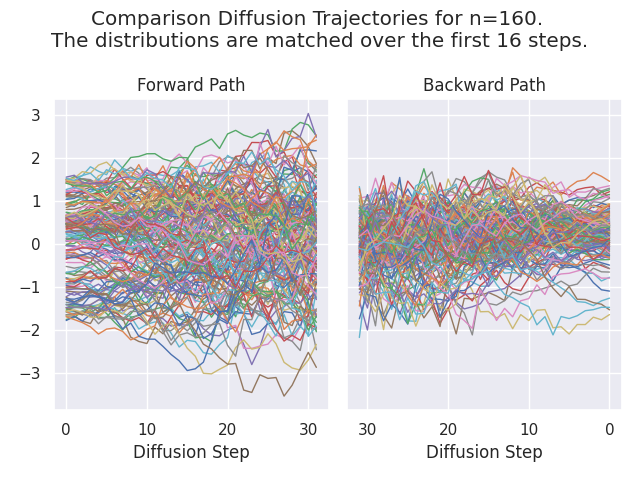 Comparison Diffusion Trajectories for n=160.
The distributions are matched over the first 16 steps.
Forward Path
Backward Path
3
2
1
0
−1
−2
−3
0 10 20 30
30 20 10 0
Diffusion Step
Diffusion Step